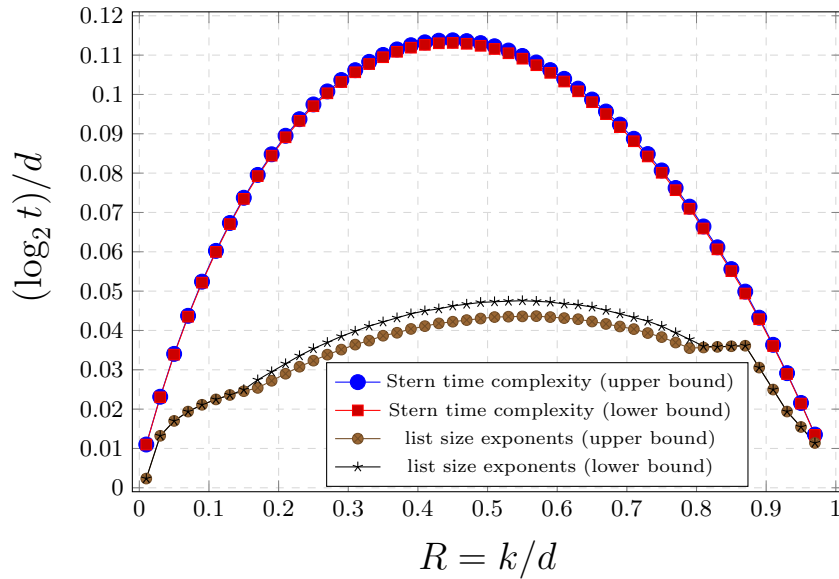 0.12
0.11
0.1
0.09
0.08
0.07
0.06
0.05
0.04
0.03
0.02
0.01
0
(log₂ t)/d
Stern time complexity (upper bound)
Stern time complexity (lower bound)
list size exponents (upper bound)
list size exponents (lower bound)
0 0.1 0.2 0.3 0.4 0.5 0.6 0.7 0.8 0.9 1
R = k/d